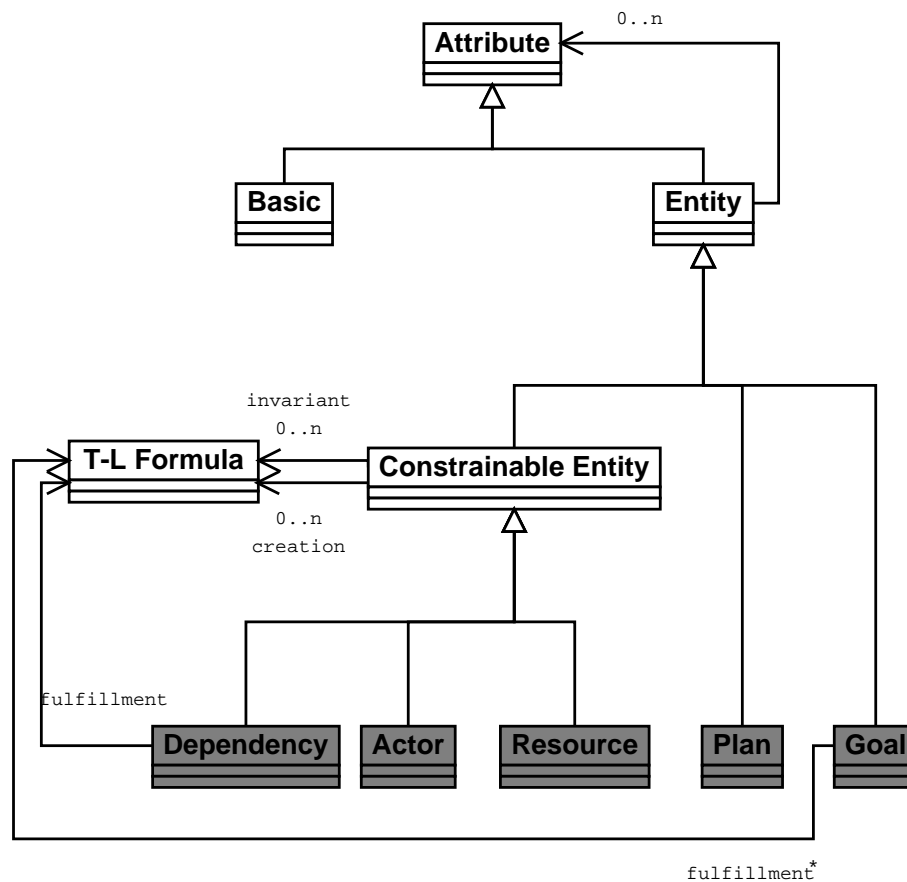 0..n
Attribute
Basic
Entity
invariant
0..n
T-L Formula
Constrainable Entity
0..n
creation
fulfillment
Dependency
Actor
Resource
Plan
Goal
fulfillment*